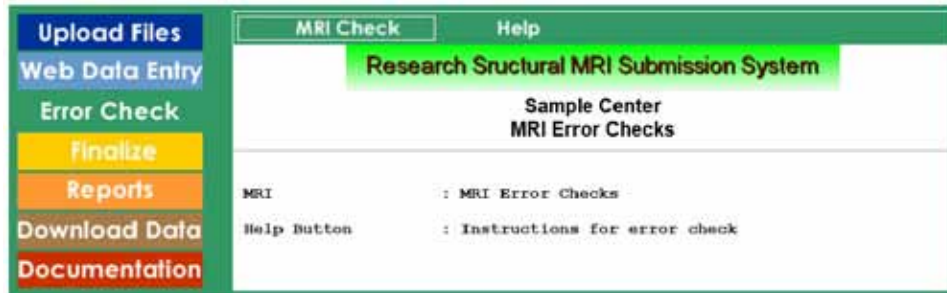 Upload Files
Web Data Entry
Error Check
Finalize
Reports
Download Data
Documentation
MRI Check Help
Research Sructural MRI Submission System
Sample Center
MRI Error Checks
MRI : MRI Error Checks
Help Button : Instructions for error check